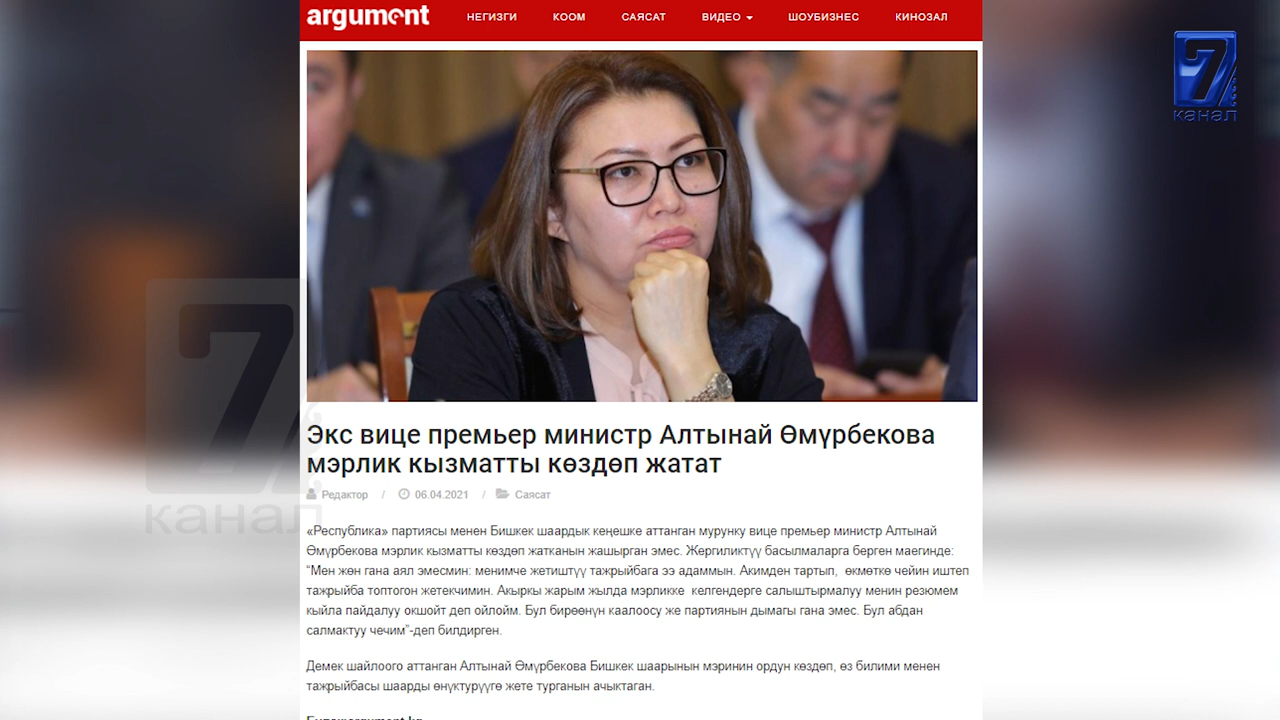 argument
НЕГИЗГИ КООМ САЯСАТ ВИДЕО ШОУБИЗНЕС КИНОЗАЛ
7 канал
Экс вице премьер министр Алтынай Өмүрбекова
мэрлик кызматты көздөп жатат
Редактор / 06.04.2021 / Саясат
7
канал
«Республика» партиясы менен Бишкек шаардык кеңешке аттанган мурунку вице премьер министр Алтынай
Өмүрбекова мэрлик кызматты көздөп жатканын жашырган эмес. Жергиликтүү басылмаларга берген маегинде:
“Мен жөн гана аял эмесмин: менимче жетиштүү тажрыйбага ээ адаммын. Акимден тартып, өкмөткө чейин иштеп
тажрыйба топтогон жетекчимин. Акыркы жарым жылда мэрликке келгендерге салыштырмалуу менин резюмем
кыйла пайдалуу окшойт деп ойлойм. Бул бирөөнүн каалоосу же партиянын дымагы гана эмес. Бул абдан
салмактуу чечим”-деп билдирген.
Демек шайлоого аттанган Алтынай Өмүрбекова Бишкек шаарынын мэринин ордун көздөп, өз билими менен
тажрыйбасы шаарды өнүктурүүгө жете турганын ачыктаган.